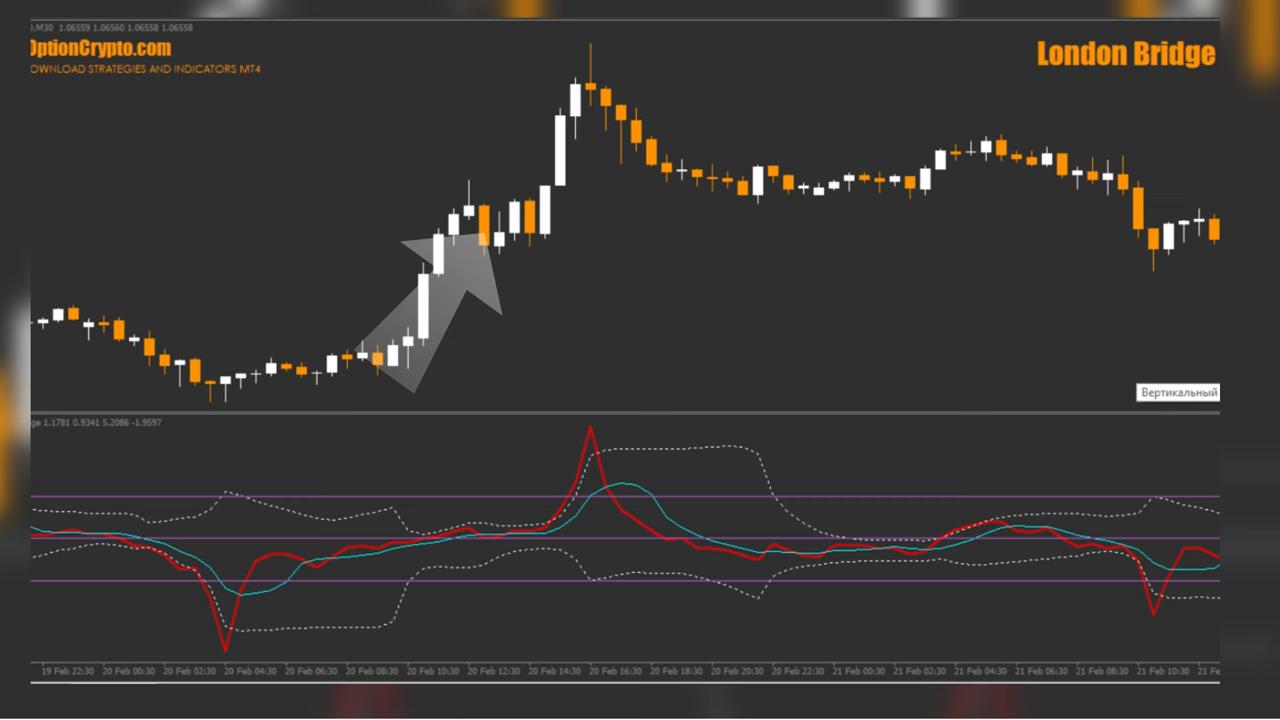 ,M30 1.06559 1.06560 1.06558 1.06558
OptionCrypto.com
OWNLOAD STRATEGIES AND INDICATORS MT4
London Bridge
Вертикальный
ge 1.1781 0.9341 5.2086 -1.9597
19 Feb 22:30 20 Feb 00:30 20 Feb 02:30 20 Feb 04:30 20 Feb 06:30 20 Feb 08:30 20 Feb 10:30 20 Feb 12:30 20 Feb 14:30 20 Feb 16:30 20 Feb 18:30 20 Feb 20:30 20 Feb 22:30 21 Feb 00:30 21 Feb 02:30 21 Feb 04:30 21 Feb 06:30 21 Feb 08:30 21 Feb 10:30 21 Fe